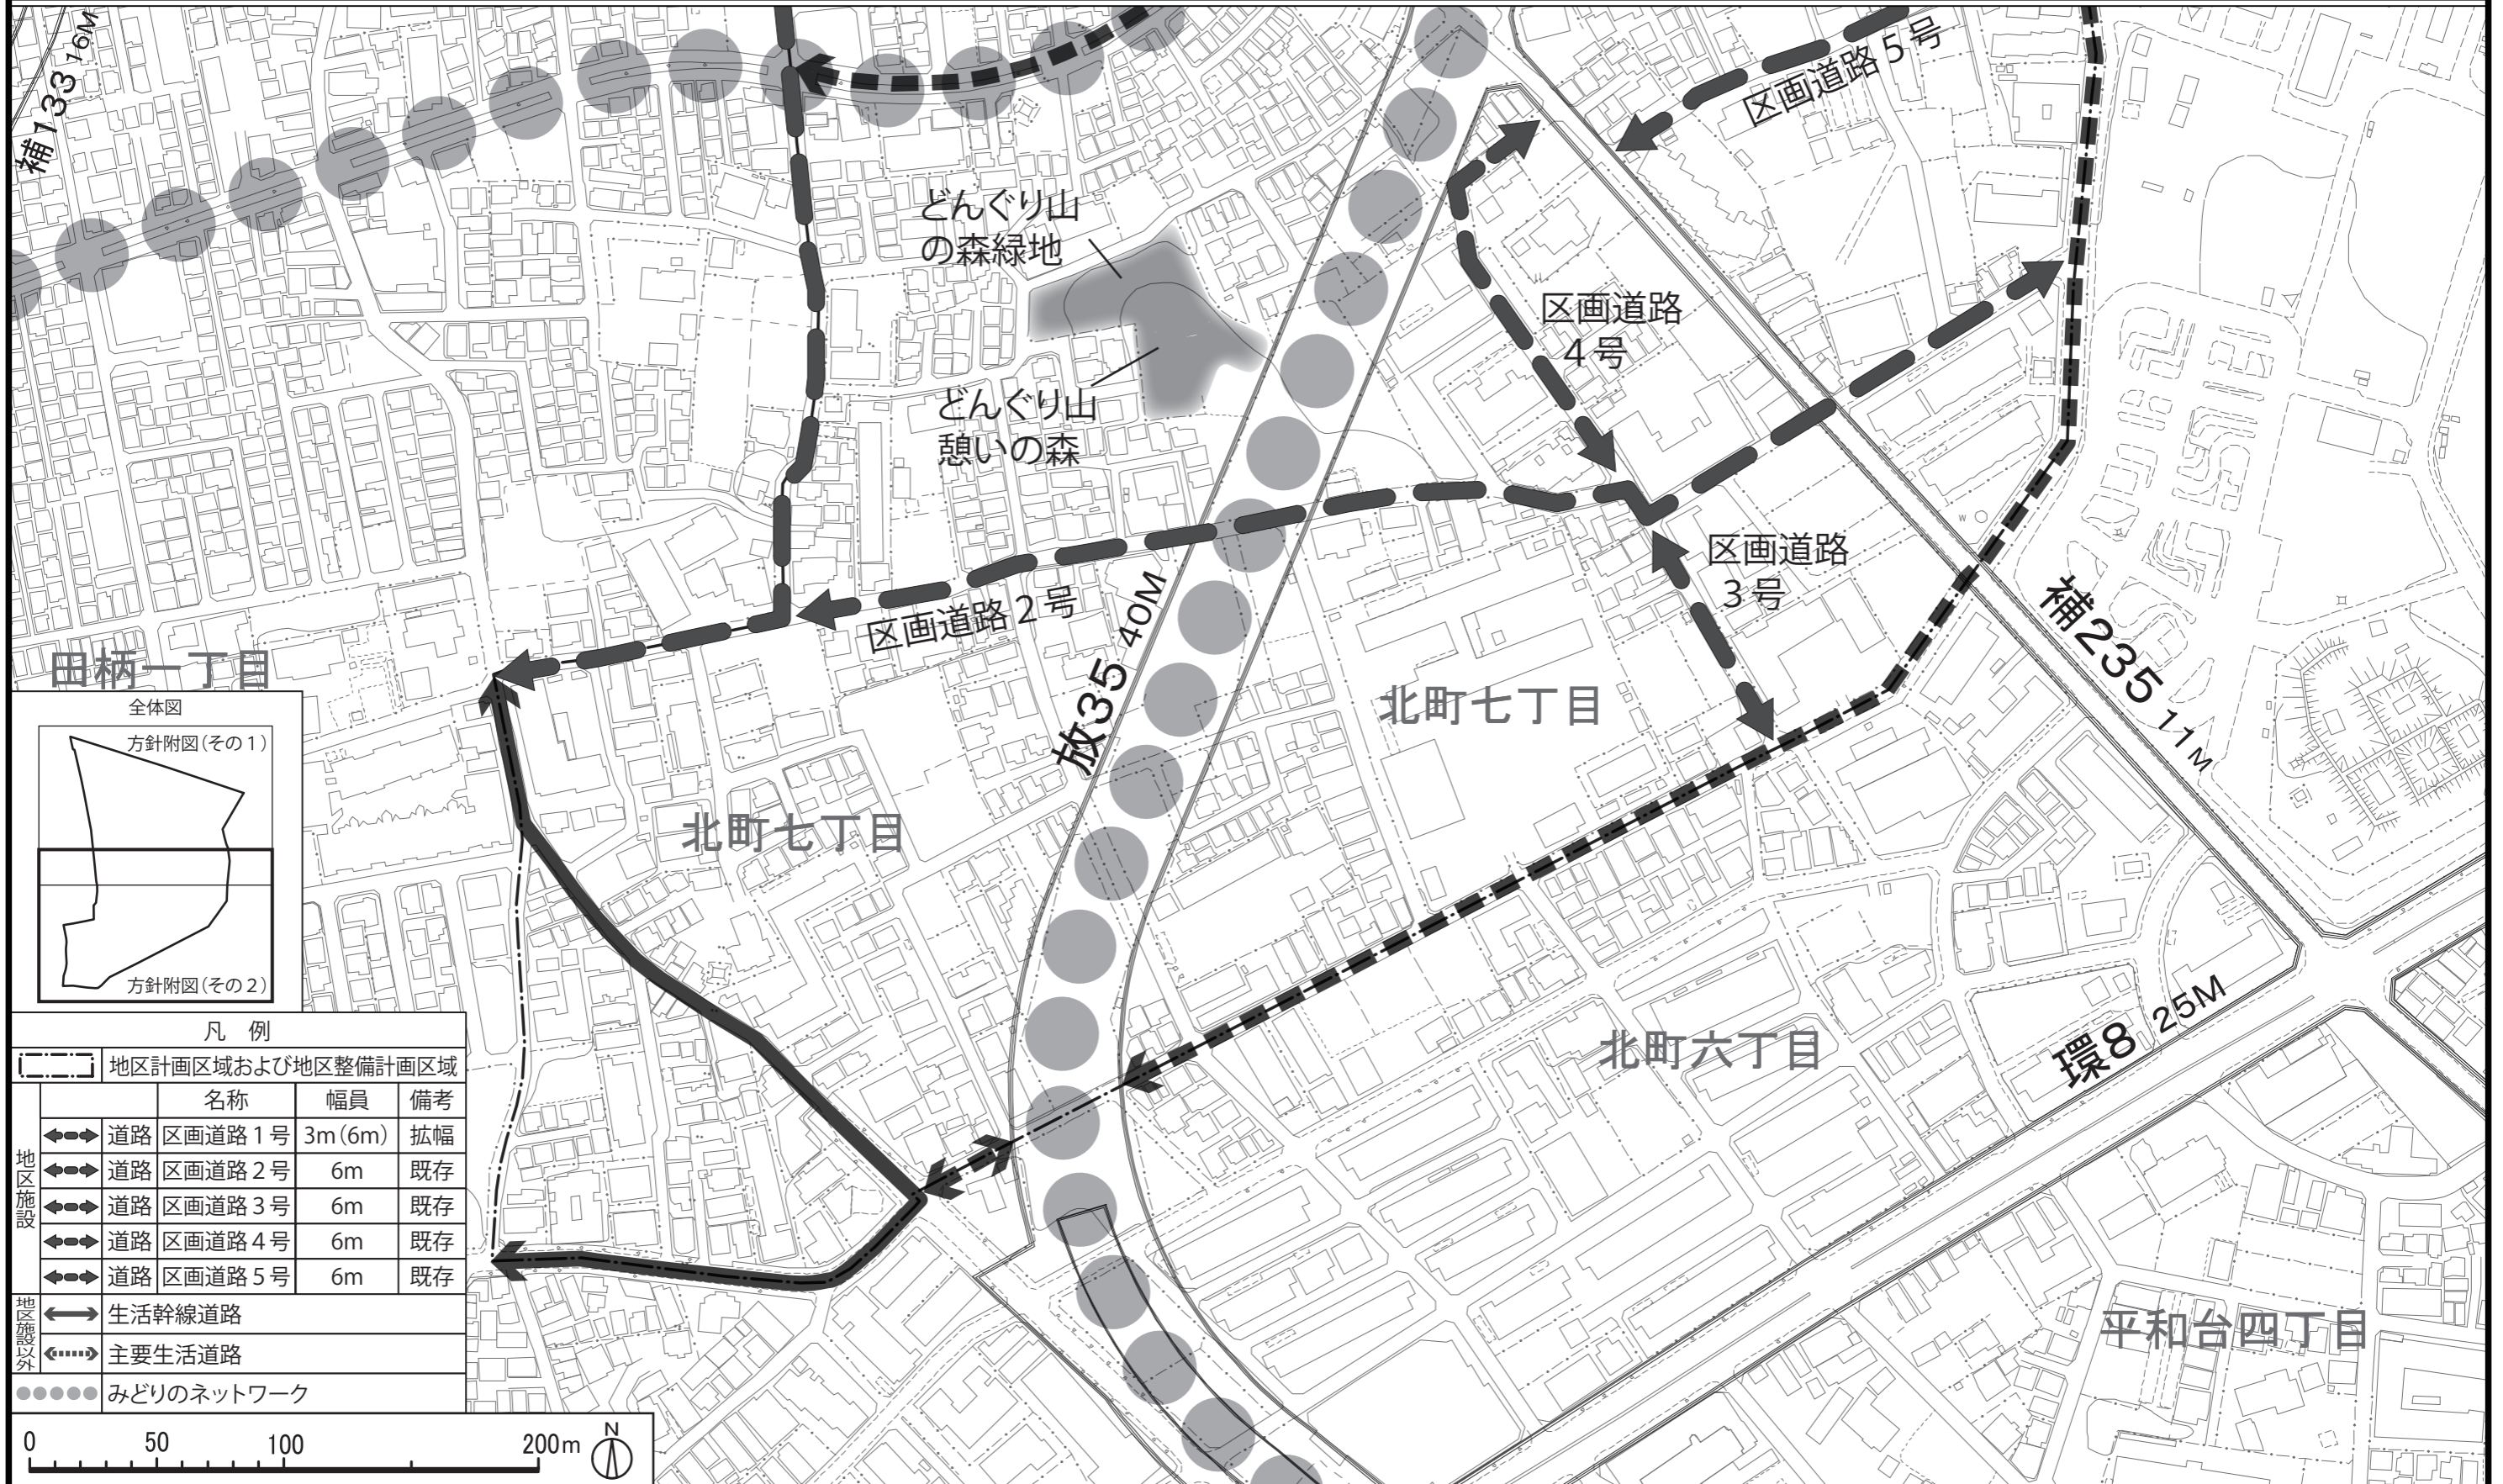 補133 16M
区画道路5号
どんぐり山
の森緑地
区画道路
4号
どんぐり山
憩いの森
区画道路
3号
区画道路2号
放35 40M
補235 11M
田柄一丁目
北町七丁目
北町七丁目
北町六丁目
環8 25M
平和台四丁目
W
全体図
方針附図(その1)
方針附図(その2)
凡 例
地区計画区域および地区整備計画区域
名称 幅員 備考
地区施設
道路 区画道路1号 3m(6m) 拡幅
道路 区画道路2号 6m 既存
道路 区画道路3号 6m 既存
道路 区画道路4号 6m 既存
道路 区画道路5号 6m 既存
地区施設以外
生活幹線道路
主要生活道路
みどりのネットワーク
0 50 100 200m
N